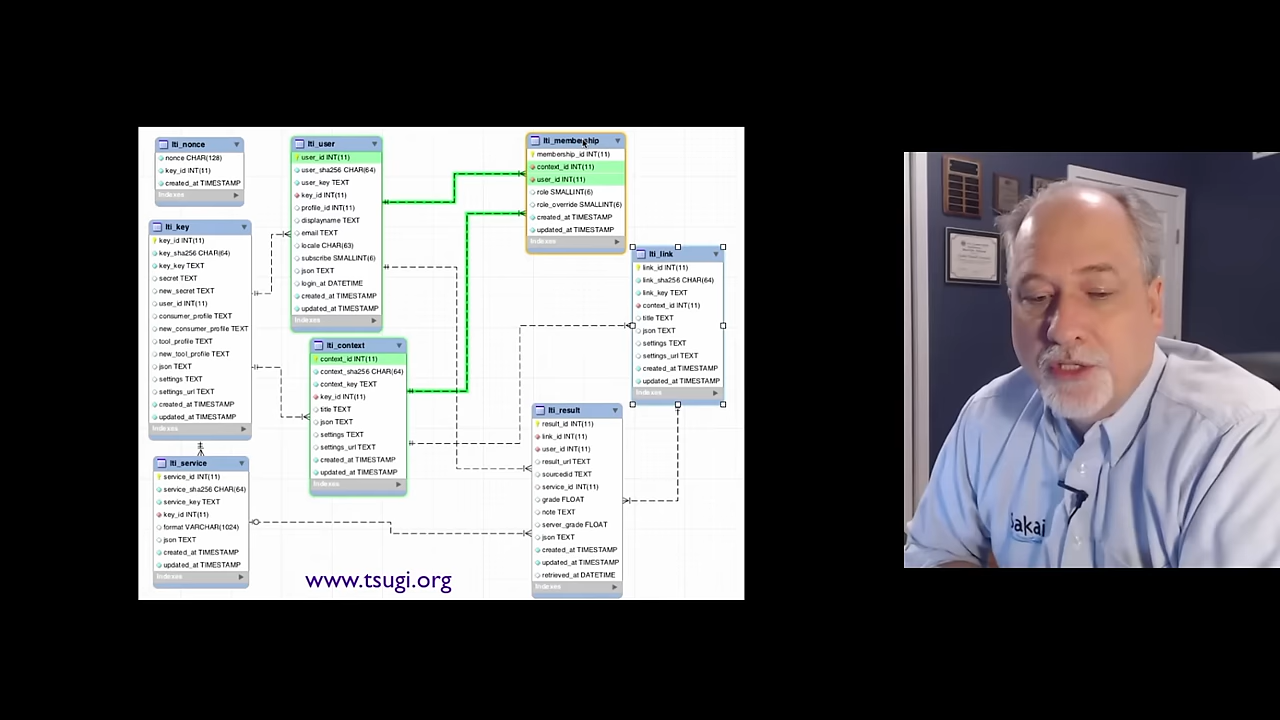 lti_nonce
nonce CHAR(128)
key_id INT(11)
created_at TIMESTAMP
Indexes
lti_key
key_id INT(11)
key_sha256 CHAR(64)
key_key TEXT
secret TEXT
new_secret TEXT
user_id INT(11)
consumer_profile TEXT
new_consumer_profile TEXT
tool_profile TEXT
new_tool_profile TEXT
json TEXT
settings TEXT
settings_url TEXT
created_at TIMESTAMP
updated_at TIMESTAMP
Indexes
lti_service
service_id INT(11)
service_sha256 CHAR(64)
service_key TEXT
key_id INT(11)
format VARCHAR(1024)
json TEXT
created_at TIMESTAMP
updated_at TIMESTAMP
Indexes
lti_user
user_id INT(11)
user_sha256 CHAR(64)
user_key TEXT
key_id INT(11)
profile_id INT(11)
displayname TEXT
email TEXT
locale CHAR(63)
subscribe SMALLINT(6)
json TEXT
login_at DATETIME
created_at TIMESTAMP
updated_at TIMESTAMP
Indexes
lti_context
context_id INT(11)
context_sha256 CHAR(64)
context_key TEXT
key_id INT(11)
title TEXT
json TEXT
settings TEXT
settings_url TEXT
created_at TIMESTAMP
updated_at TIMESTAMP
Indexes
www.tsugi.org
lti_membership
membership_id INT(11)
context_id INT(11)
user_id INT(11)
role SMALLINT(6)
role_override SMALLINT(6)
created_at TIMESTAMP
updated_at TIMESTAMP
Indexes
lti_link
link_id INT(11)
link_sha256 CHAR(64)
link_key TEXT
context_id INT(11)
title TEXT
json TEXT
settings TEXT
settings_url TEXT
created_at TIMESTAMP
updated_at TIMESTAMP
Indexes
lti_result
result_id INT(11)
link_id INT(11)
user_id INT(11)
result_url TEXT
sourcedid TEXT
service_id INT(11)
grade FLOAT
note TEXT
server_grade FLOAT
json TEXT
created_at TIMESTAMP
updated_at TIMESTAMP
retrieved_at DATETIME
Indexes
Sakai